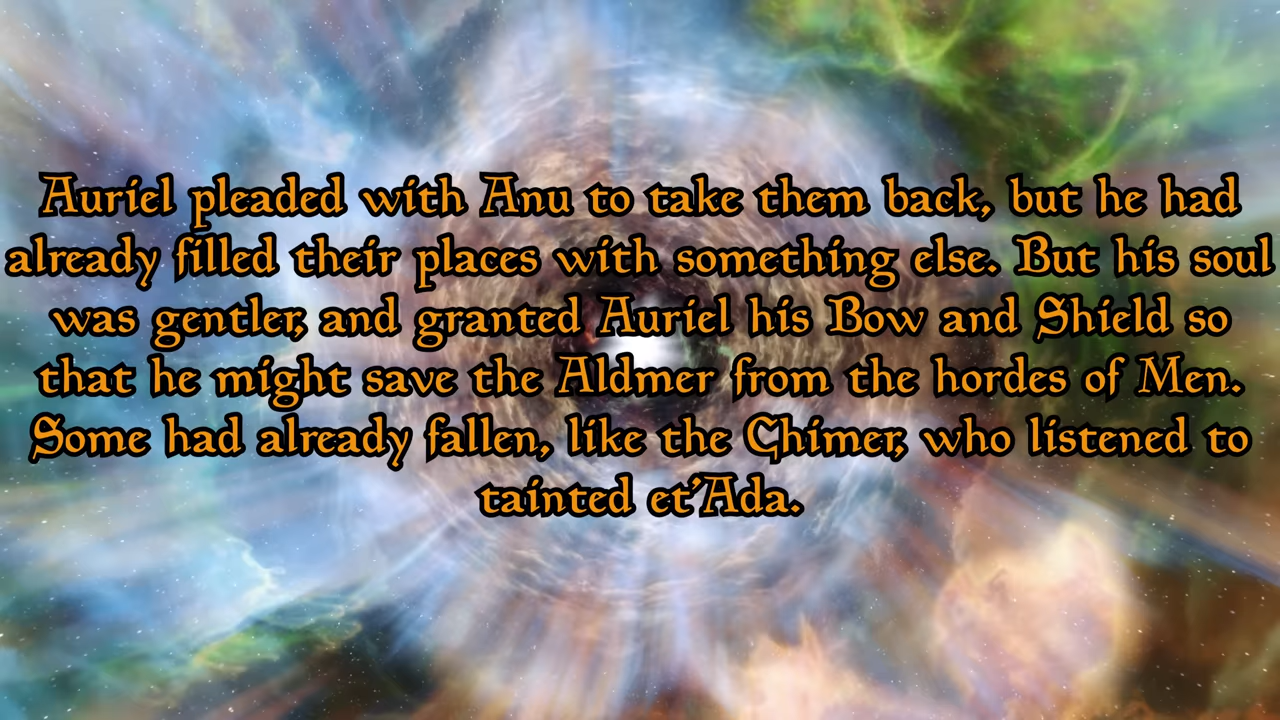 Auriel pleaded with Anu to take them back, but he had
already filled their places with something else. But his soul
was gentler, and granted Auriel his Bow and Shield so
that he might save the Aldmer from the hordes of Men.
Some had already fallen, like the Chimer, who listened to
tainted et'Ada.